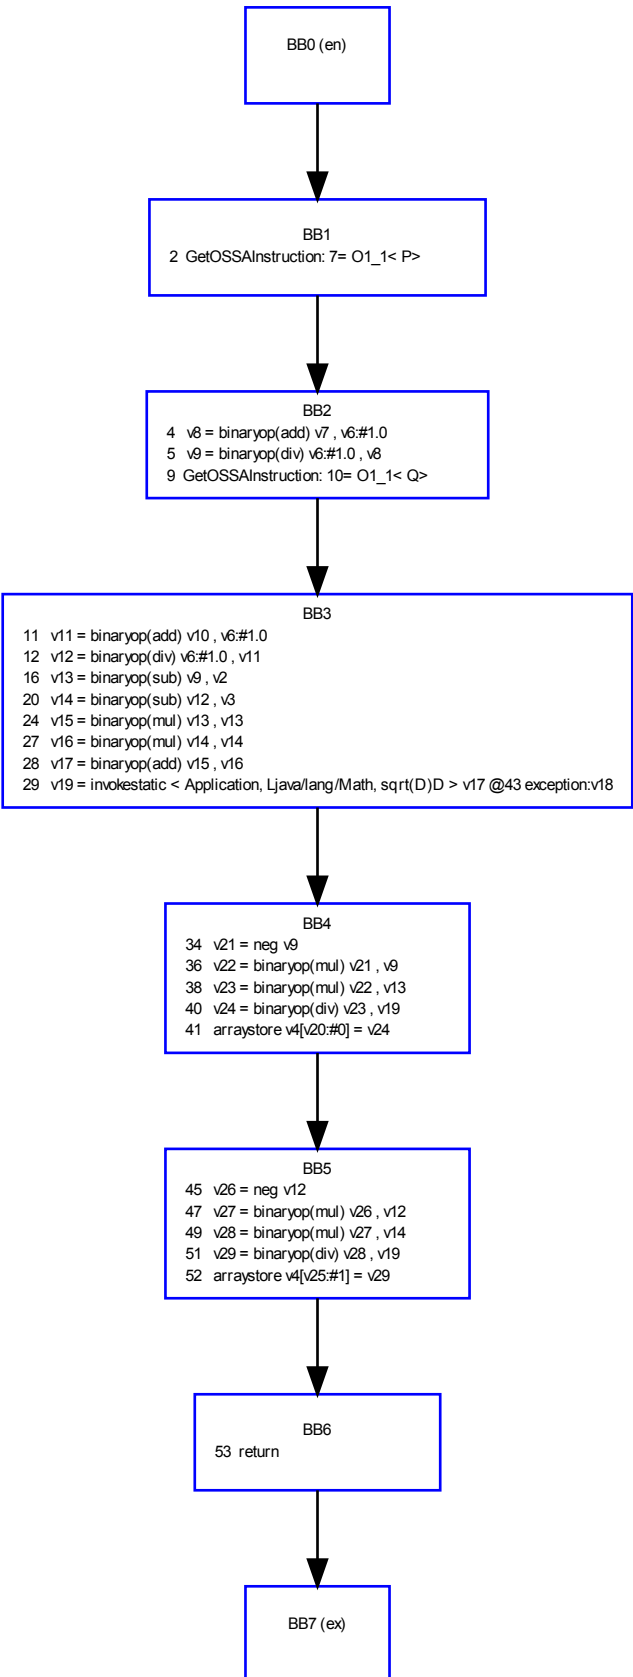 BB0 (en)
BB1
2 GetOSSAInstruction: 7= O1_1< P>
BB2
4 v8 = binaryop(add) v7 , v6:#1.0
5 v9 = binaryop(div) v6:#1.0 , v8
9 GetOSSAInstruction: 10= O1_1< Q>
BB3
11 v11 = binaryop(add) v10 , v6:#1.0
12 v12 = binaryop(div) v6:#1.0 , v11
16 v13 = binaryop(sub) v9 , v2
20 v14 = binaryop(sub) v12 , v3
24 v15 = binaryop(mul) v13 , v13
27 v16 = binaryop(mul) v14 , v14
28 v17 = binaryop(add) v15 , v16
29 v19 = invokestatic < Application, Ljava/lang/Math, sqrt(D)D > v17 @43 exception:v18
BB4
34 v21 = neg v9
36 v22 = binaryop(mul) v21 , v9
38 v23 = binaryop(mul) v22 , v13
40 v24 = binaryop(div) v23 , v19
41 arraystore v4[v20:#0] = v24
BB5
45 v26 = neg v12
47 v27 = binaryop(mul) v26 , v12
49 v28 = binaryop(mul) v27 , v14
51 v29 = binaryop(div) v28 , v19
52 arraystore v4[v25:#1] = v29
BB6
53 return
BB7 (ex)